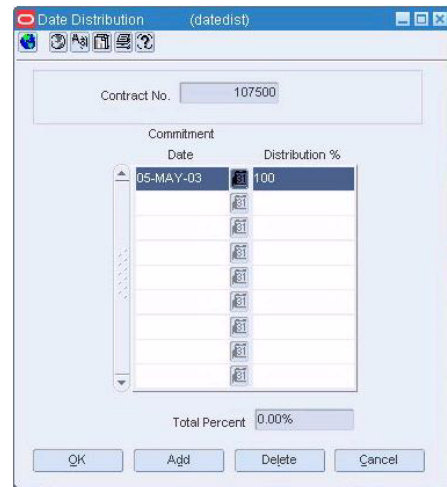 Date Distribution (datedist)
Contract No. 107500
Commitment
Date Distribution %
05-MAY-03 100
Total Percent 0.00%
OK Add Delete Cancel